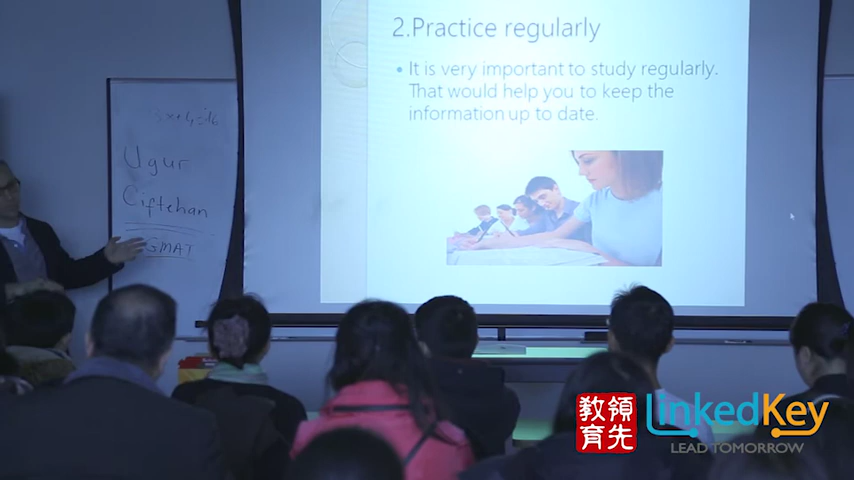 2.Practice regularly
• It is very important to study regularly.
That would help you to keep the
information up to date.
Ugur
Ciftehan
GMAT
領先
教育
LinkedKey
LEAD TOMORROW